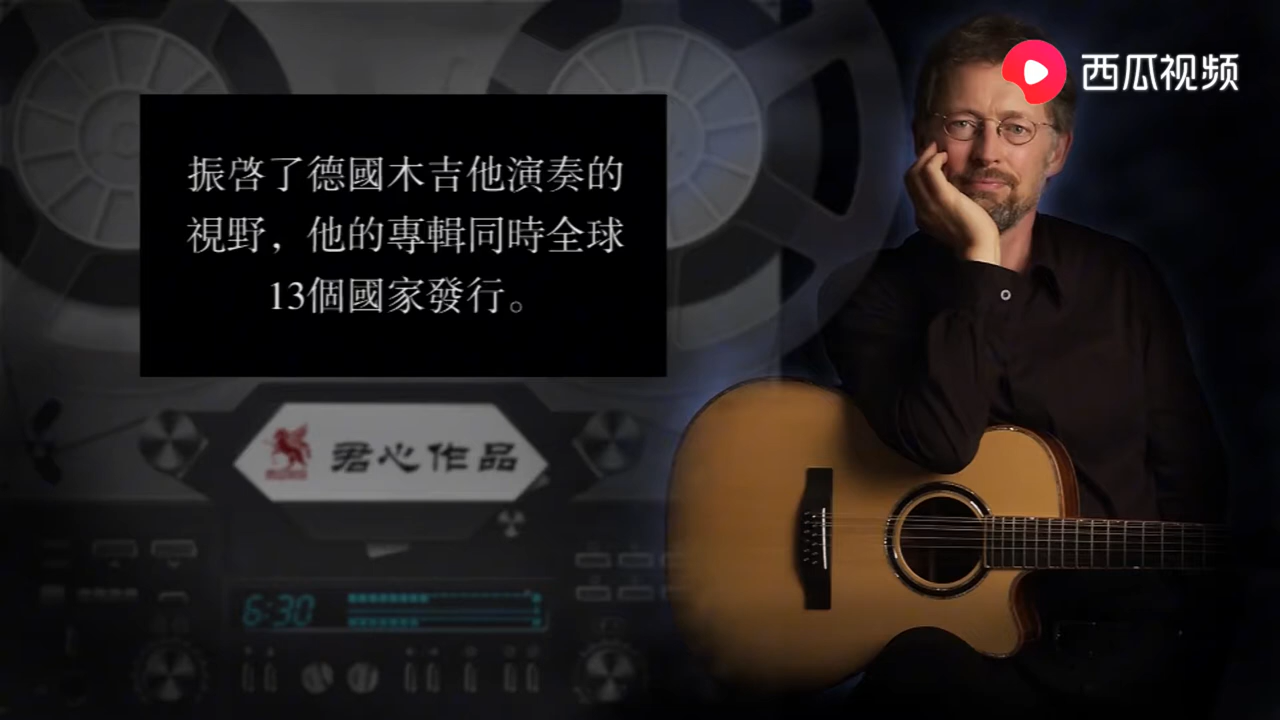 西瓜视频
振啓了德國木吉他演奏的
視野，他的專輯同時全球
13個國家發行。
君心作品
6:30